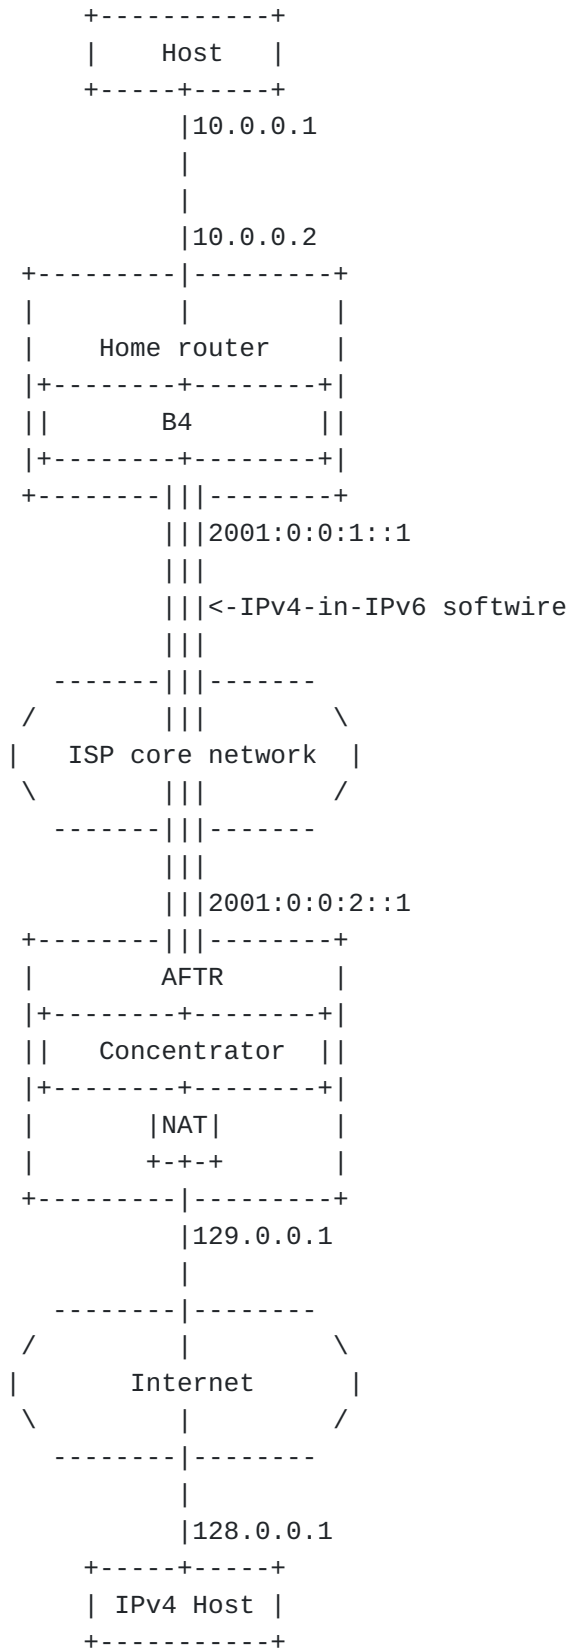 Host
10.0.0.1
10.0.0.2
Home router
B4
2001:0:0:1::1
<-IPv4-in-IPv6 softwire
ISP core network
2001:0:0:2::1
AFTR
Concentrator
NAT
129.0.0.1
Internet
128.0.0.1
IPv4 Host